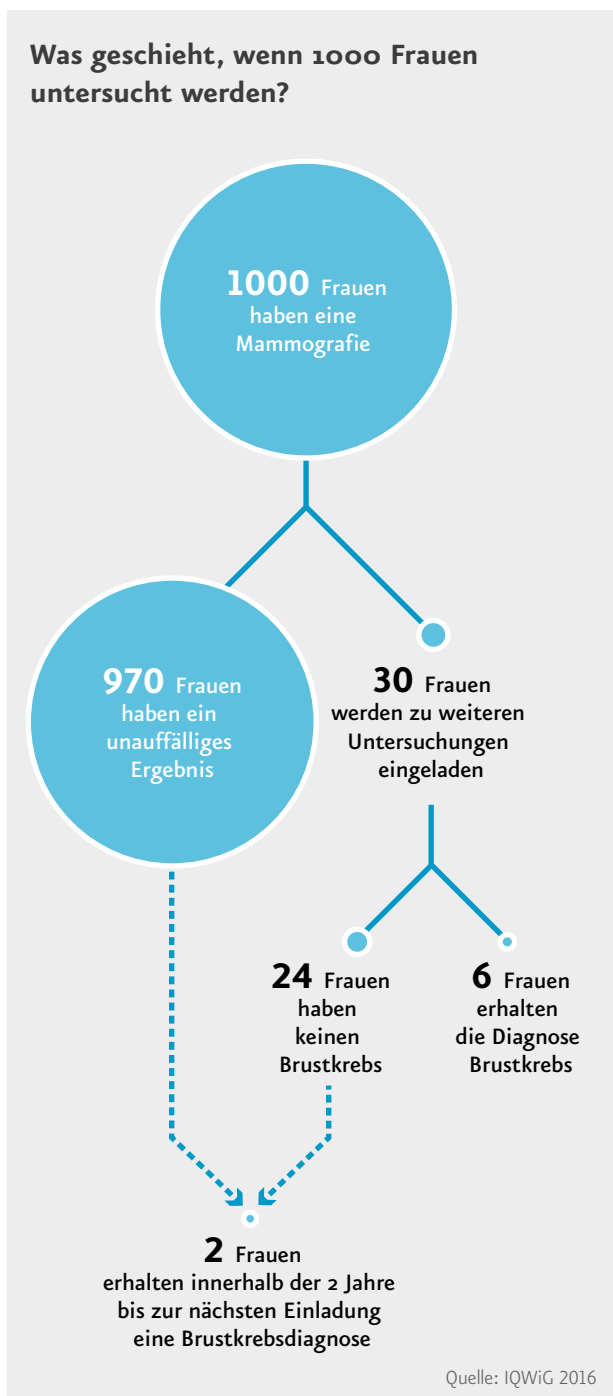 Was geschieht, wenn 1000 Frauen
untersucht werden?
1000 Frauen
haben eine
Mammografie
970 Frauen
haben ein
unauffälliges
Ergebnis
30 Frauen
werden zu weiteren
Untersuchungen
eingeladen
24 Frauen
haben
keinen
Brustkrebs
6 Frauen
erhalten
die Diagnose
Brustkrebs
2 Frauen
erhalten innerhalb der 2 Jahre
bis zur nächsten Einladung
eine Brustkrebsdiagnose
Quelle: IQWiG 2016